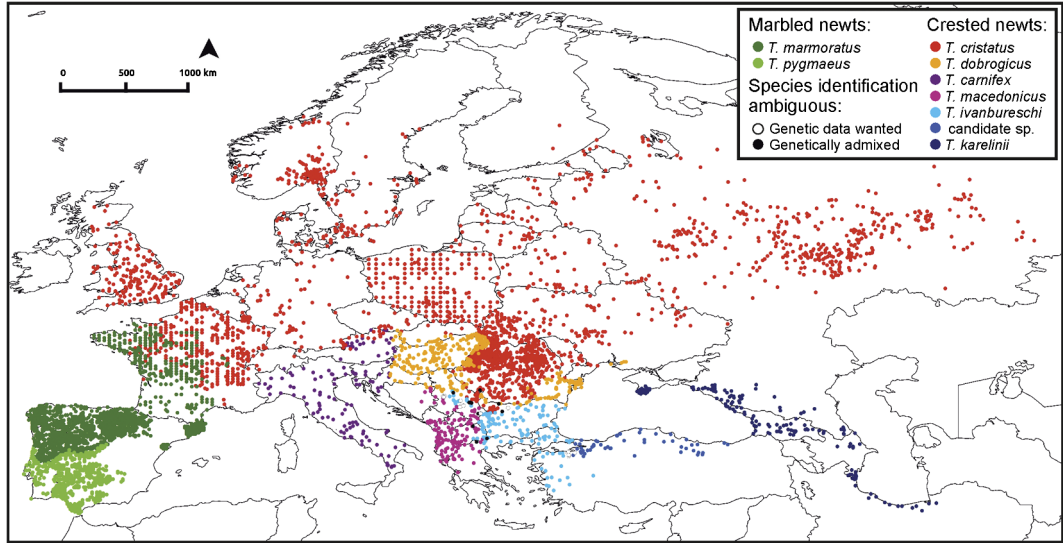 0 500 1000 km
Marbled newts:
T. marmoratus
T. pygmaeus
Species identification
ambiguous:
Genetic data wanted
Genetically admixed
Crested newts:
T. cristatus
T. dobrogicus
T. carnifex
T. macedonicus
T. ivanbureschi
candidate sp.
T. karelinii